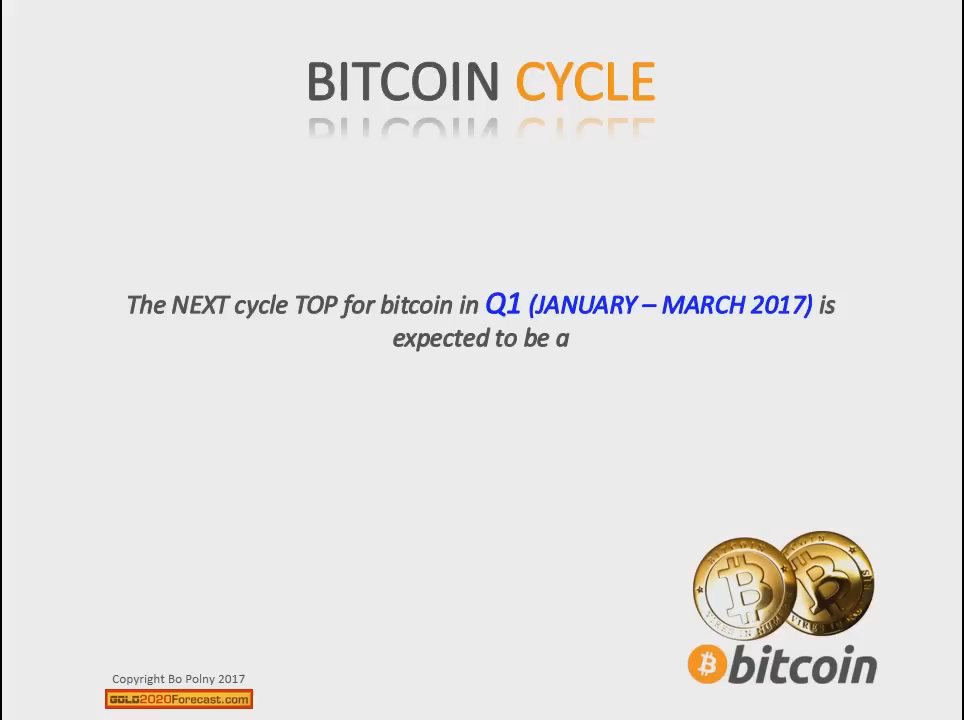 BITCOIN CYCLE
The NEXT cycle TOP for bitcoin in Q1 (JANUARY – MARCH 2017) is
expected to be a
BITCOIN
bitcoin
Copyright Bo Polny 2017
GOLD2020Forecast.com